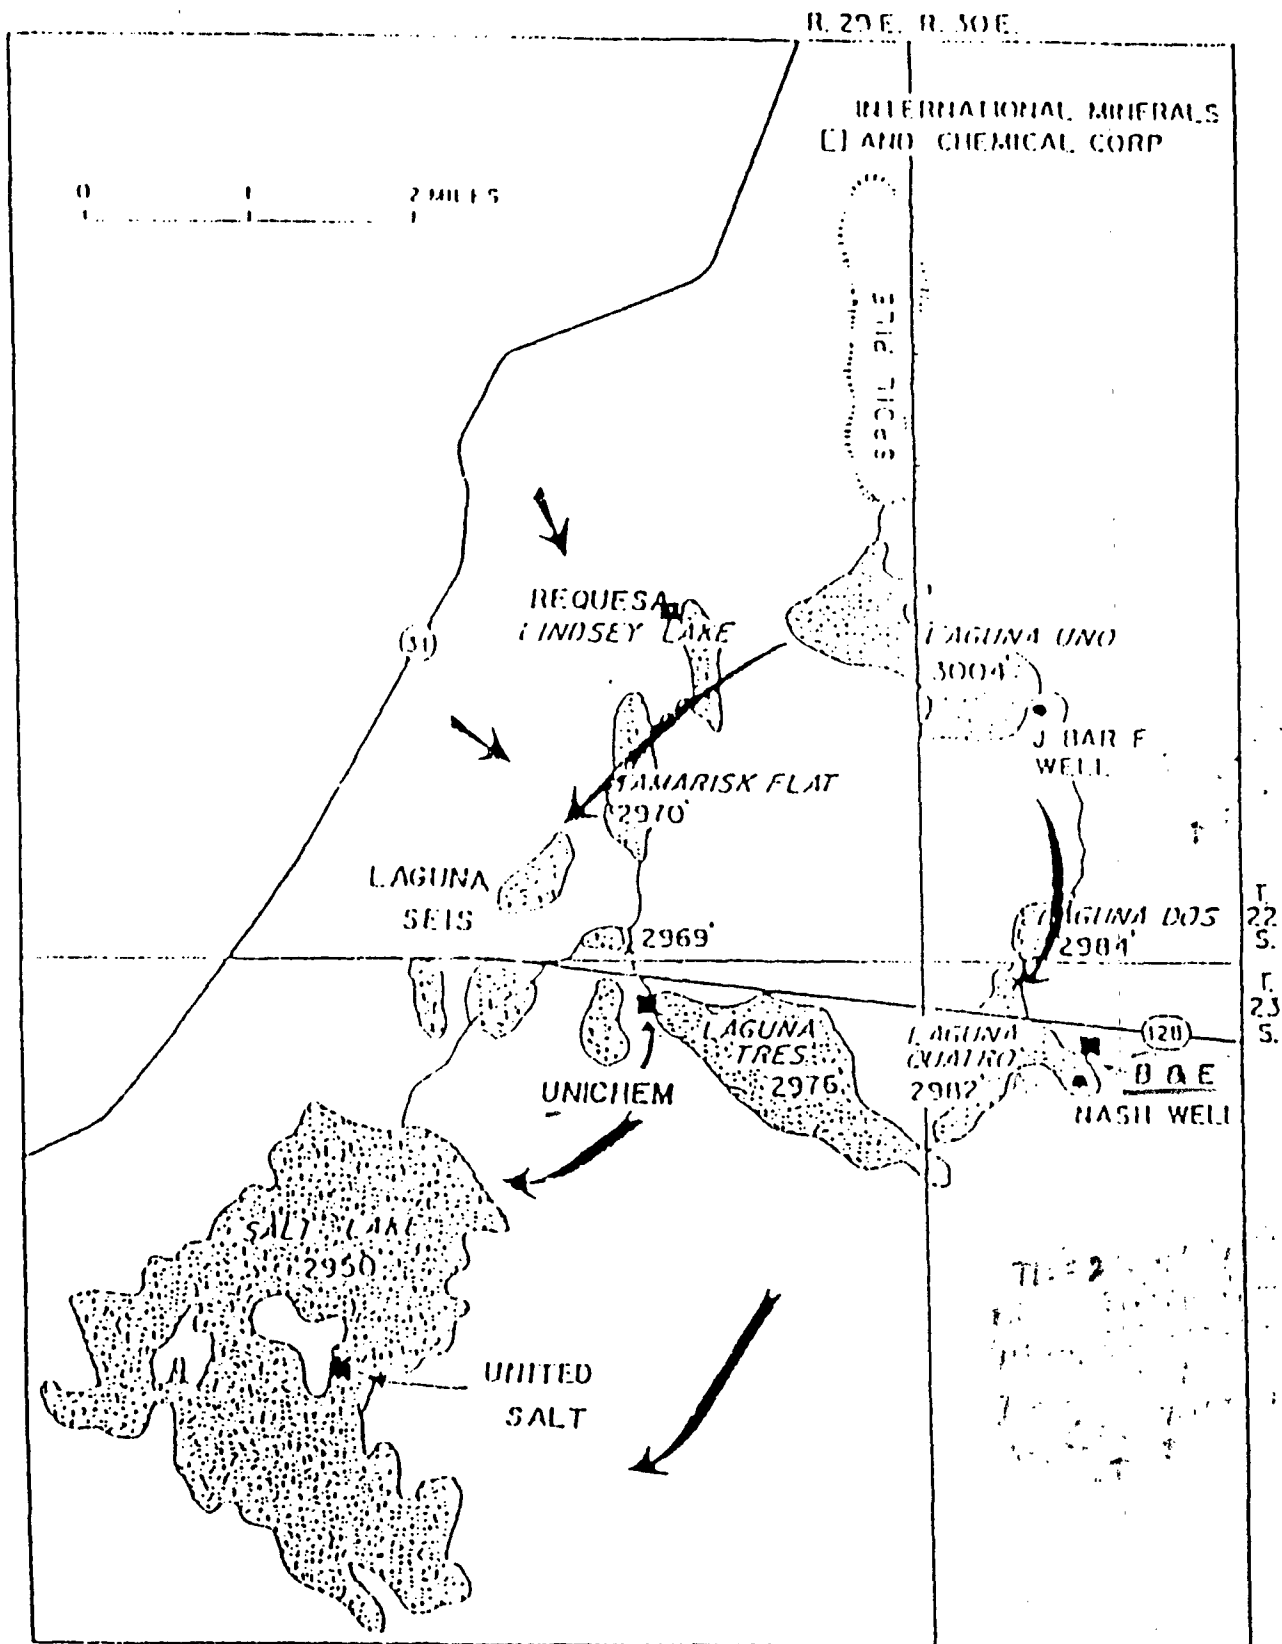 R. 29 E. R. 30 E.
INTERNATIONAL MINERALS
AND CHEMICAL CORP
0 1 2 MILES
SPOIL PILE
REQUESA
LINDSEY LAKE
(31)
LAGUNA UNO
3004'
J BAR F
WELL
TAMARISK FLAT
2970'
LAGUNA
SEIS
LAGUNA DOS
2984'
T.
22
S.
2969'
T.
23
S.
LAGUNA
TRES
2976
LAGUNA
CUATRO
2982'
(128)
B & E
NASH WELL
UNICHEM
SALT LAKE
2950
UNITED
SALT